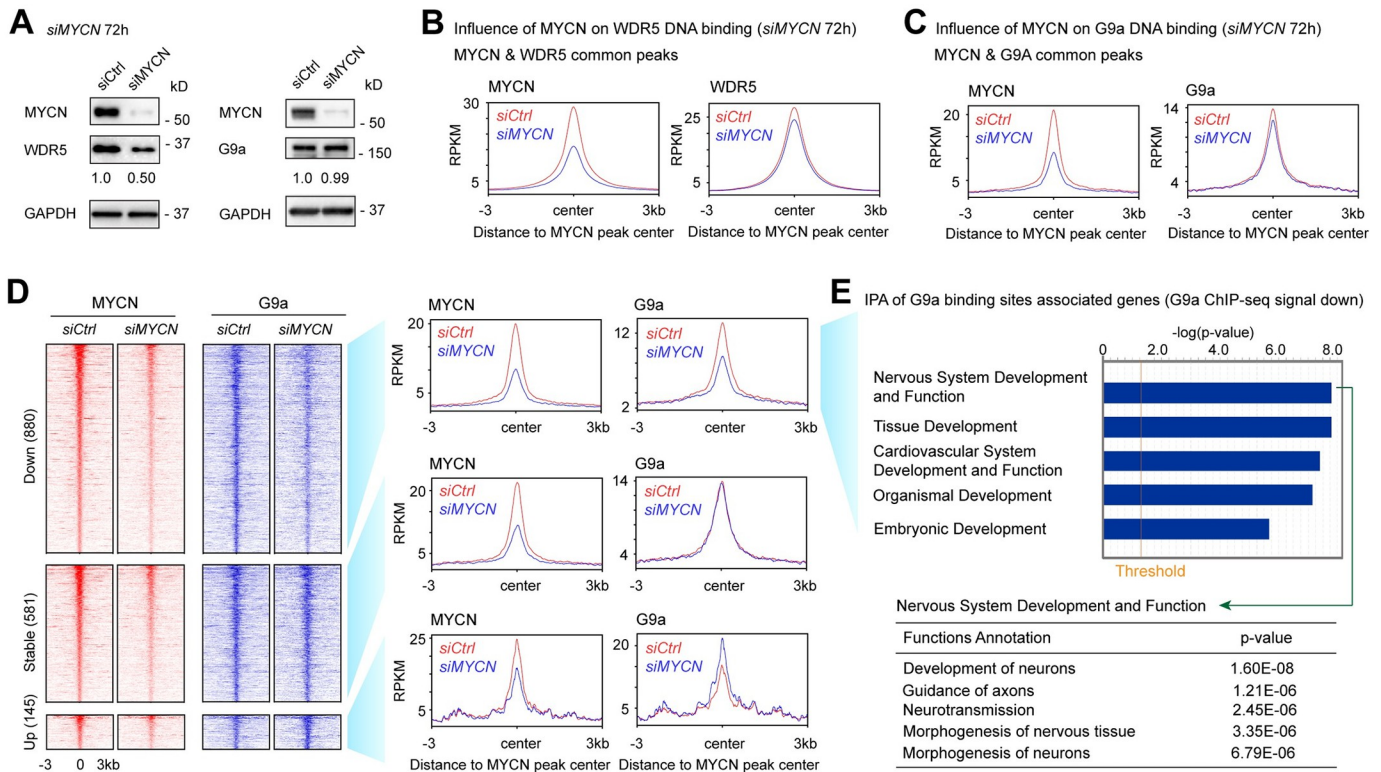 A
siMYCN 72h
siCtrl
siMYCN
kD
MYCN
- 50
WDR5
- 37
1.0 0.50
GAPDH
- 37
siCtrl
siMYCN
kD
MYCN
- 50
G9a
- 150
1.0 0.99
GAPDH
- 37
B
Influence of MYCN on WDR5 DNA binding (siMYCN 72h)
MYCN & WDR5 common peaks
MYCN
30
siCtrl
siMYCN
RPKM
5
-3 center 3kb
Distance to MYCN peak center
WDR5
25
siCtrl
siMYCN
RPKM
5
-3 center 3kb
Distance to MYCN peak center
C
Influence of MYCN on G9a DNA binding (siMYCN 72h)
MYCN & G9A common peaks
MYCN
20
siCtrl
siMYCN
RPKM
5
-3 center 3kb
Distance to MYCN peak center
G9a
14
siCtrl
siMYCN
RPKM
4
-3 center 3kb
Distance to MYCN peak center
D
MYCN G9a
siCtrl siMYCN siCtrl siMYCN
Down (880)
Stable (581)
Up (145)
-3 0 3kb
MYCN
20
siCtrl
siMYCN
RPKM
5
-3 center 3kb
G9a
12
siCtrl
siMYCN
2
-3 center 3kb
MYCN
20
siCtrl
siMYCN
RPKM
5
-3 center 3kb
G9a
14
siCtrl
siMYCN
4
-3 center 3kb
MYCN
25
siCtrl
siMYCN
RPKM
5
-3 center 3kb
Distance to MYCN peak center
G9a
20
siCtrl
siMYCN
5
-3 center 3kb
Distance to MYCN peak center
E
IPA of G9a binding sites associated genes (G9a ChIP-seq signal down)
-log(p-value)
0 2.0 4.0 6.0 8.0
Nervous System Development
and Function
Tissue Development
Cardiovascular System
Development and Function
Organismal Development
Embryonic Development
Threshold
Nervous System Development and Function
Functions Annotation p-value
Development of neurons 1.60E-08
Guidance of axons 1.21E-06
Neurotransmission 2.45E-06
Morphogenesis of nervous tissue 3.35E-06
Morphogenesis of neurons 6.79E-06